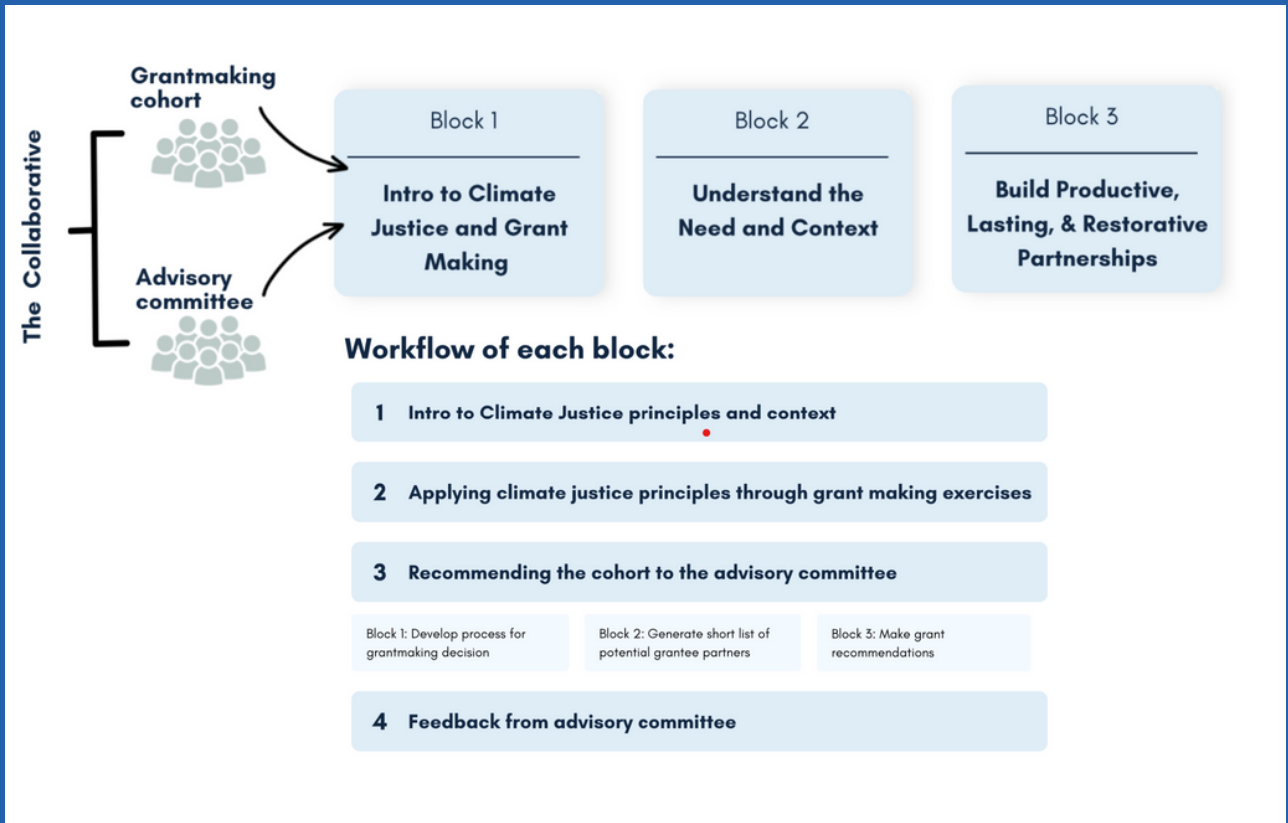 The Collaborative
Grantmaking
cohort
Advisory
committee
Block 1
Intro to Climate
Justice and Grant
Making
Block 2
Understand the
Need and Context
Block 3
Build Productive,
Lasting, & Restorative
Partnerships
Workflow of each block:
1 Intro to Climate Justice principles and context
2 Applying climate justice principles through grant making exercises
3 Recommending the cohort to the advisory committee
Block 1: Develop process for
grantmaking decision
Block 2: Generate short list of
potential grantee partners
Block 3: Make grant
recommendations
4 Feedback from advisory committee